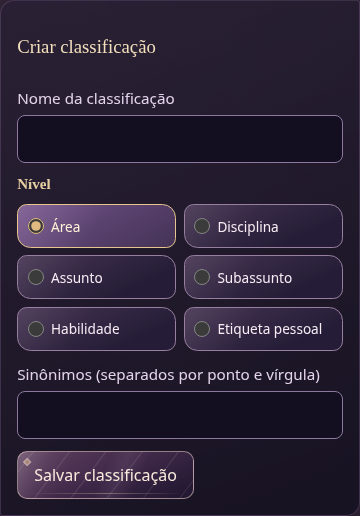 Criar classificação
Nome da classificação
Nível
Área
Disciplina
Assunto
Subassunto
Habilidade
Etiqueta pessoal
Sinônimos (separados por ponto e vírgula)
Salvar classificação